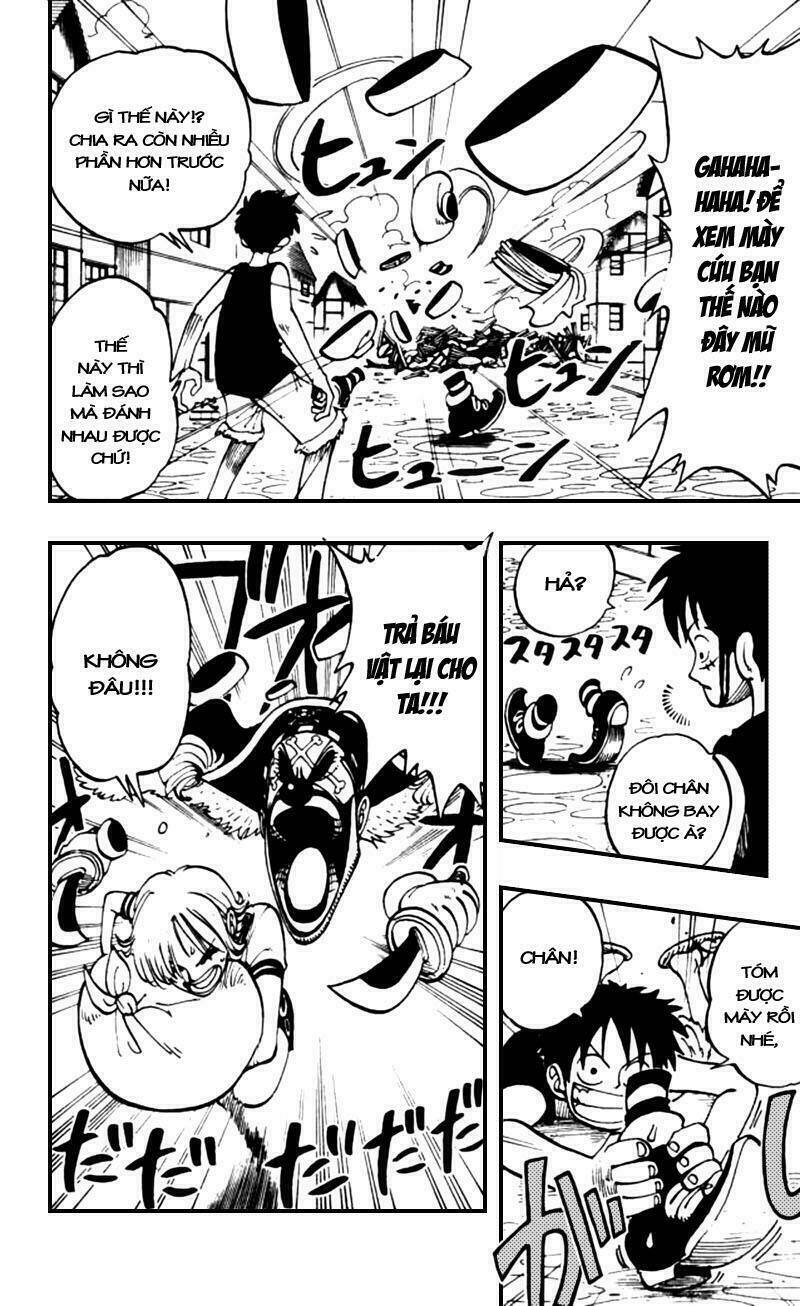 GAHAHA-
HAHA! ĐỂ
XEM MÀY
CỨU BẠN
THẾ NÀO
ĐÂY MŨ
RƠM!!
GÌ THẾ NÀY!?
CHIA RA CÒN NHIỀU
PHẦN HƠN TRƯỚC
NỮA!
THẾ
NÀY THÌ
LÀM SAO
MÀ ĐÁNH
NHAU ĐƯỢC
CHỨ!
ヒュン
ヒュン
ヒューン
HẢ?
スタスタスタ
ĐÔI CHÂN
KHÔNG BAY
ĐƯỢC À?
TÓM
ĐƯỢC
MÀY RỒI
NHÉ,
CHÂN!
TRẢ BÁU
VẬT LẠI CHO
TA!!!
KHÔNG
ĐÂU!!!
だだだだ